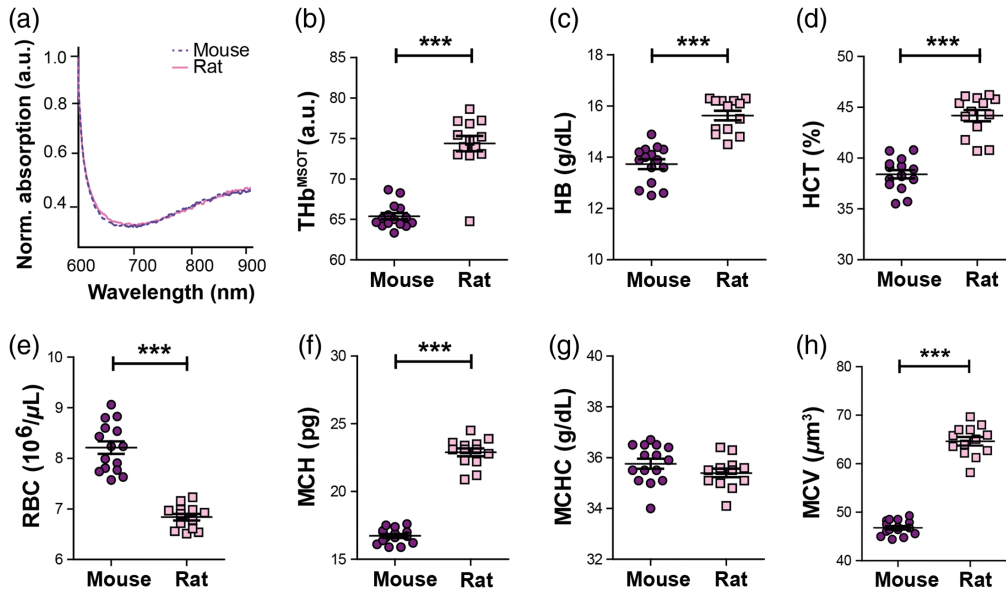 (a)
Mouse
Rat
Norm. absorption (a.u.)
1.0
0.8
0.6
0.4
600
700
800
900
Wavelength (nm)
(b)
***
THb^MSOT (a.u.)
85
80
75
70
65
60
Mouse
Rat
(c)
***
HB (g/dL)
18
16
14
12
10
Mouse
Rat
(d)
***
HCT (%)
50
45
40
35
30
Mouse
Rat
(e)
***
RBC (10^6/µL)
10
9
8
7
6
Mouse
Rat
(f)
***
MCH (pg)
30
25
20
15
Mouse
Rat
(g)
MCHC (g/dL)
40
38
36
34
32
Mouse
Rat
(h)
***
MCV (µm³)
80
70
60
50
40
Mouse
Rat